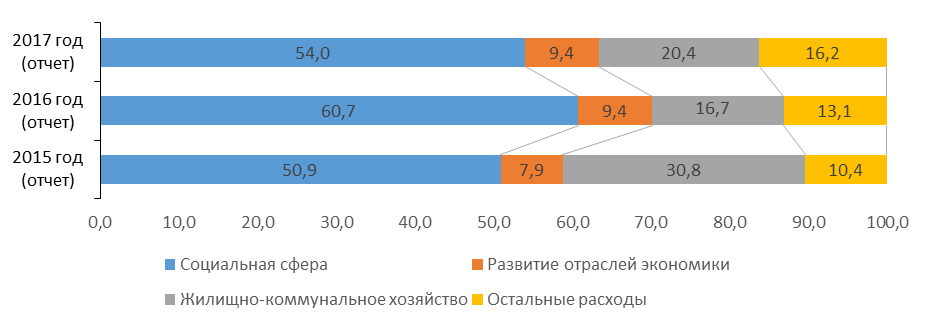 2017 год
(отчет)
54,0 9,4 20,4 16,2
2016 год
(отчет)
60,7 9,4 16,7 13,1
2015 год
(отчет)
50,9 7,9 30,8 10,4
0,0 10,0 20,0 30,0 40,0 50,0 60,0 70,0 80,0 90,0 100,0
Социальная сфера Развитие отраслей экономики
Жилищно-коммунальное хозяйство Остальные расходы